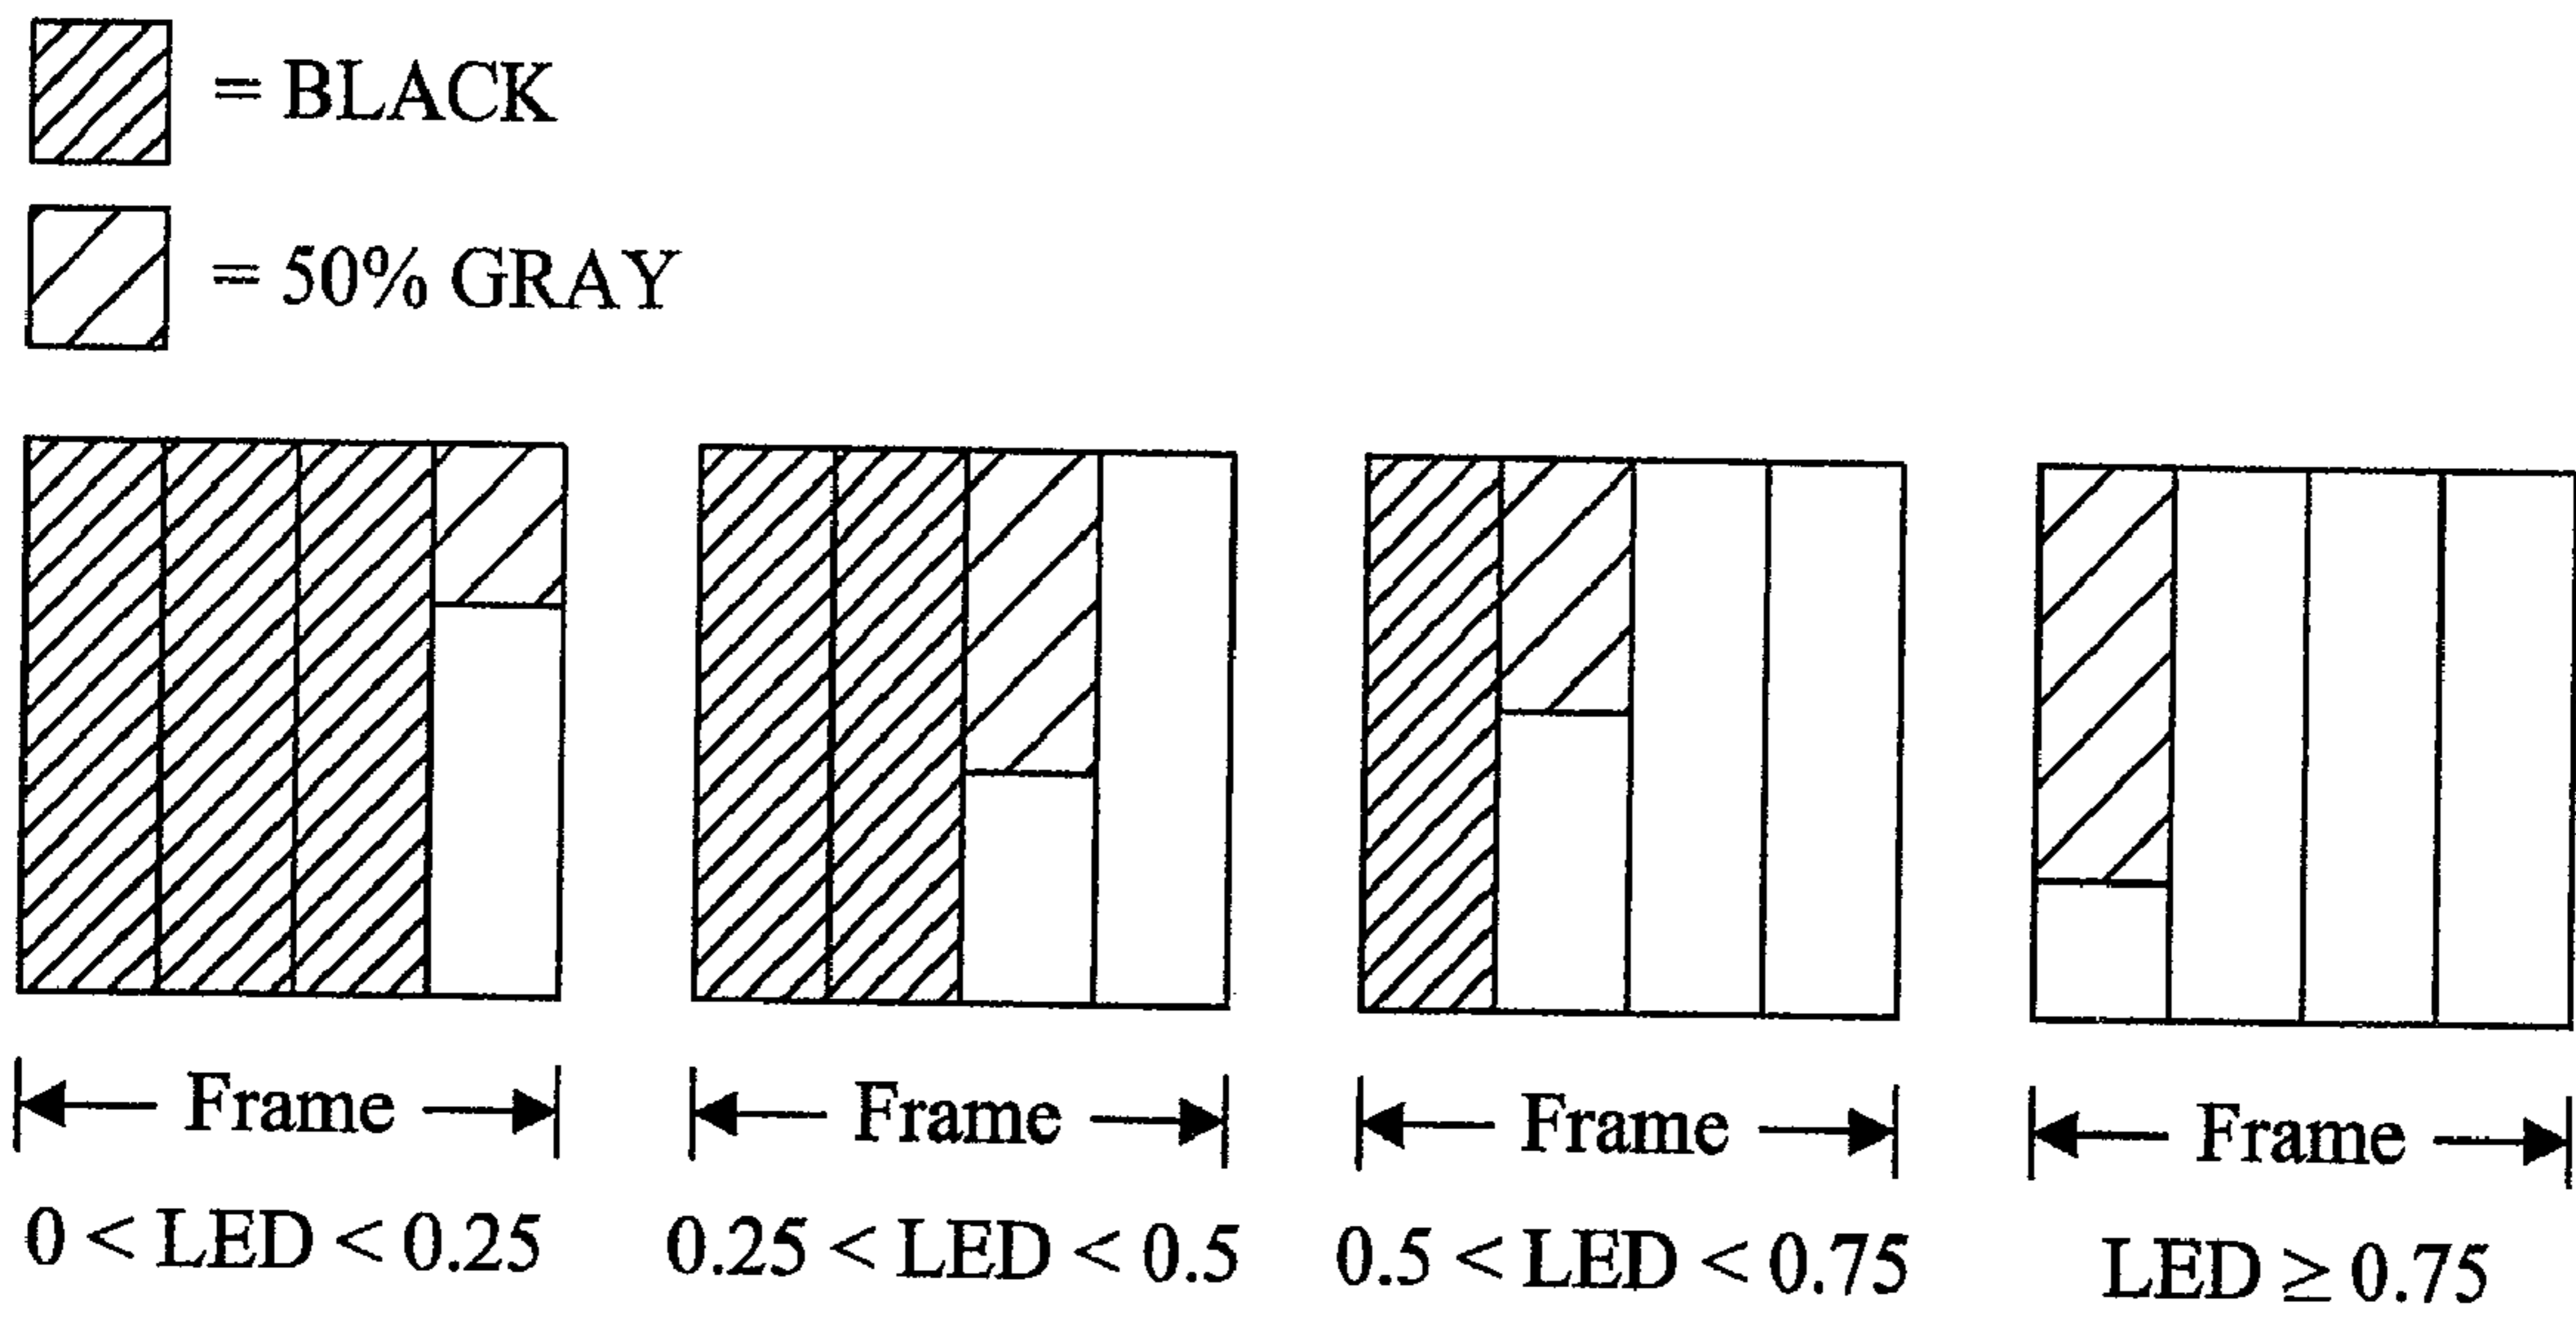 = BLACK
= 50% GRAY
Frame Frame Frame Frame
0 < LED < 0.25 0.25 < LED < 0.5 0.5 < LED < 0.75 LED ≥ 0.75